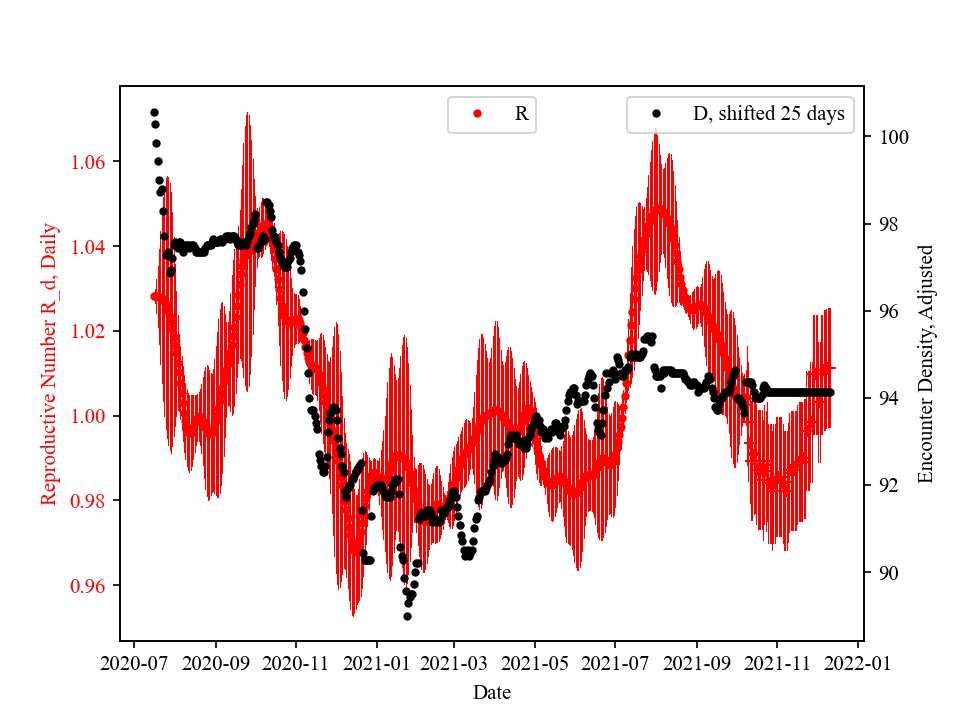 R
D, shifted 25 days
1.06
1.04
1.02
1.00
0.98
0.96
Reproductive Number R_d, Daily
100
98
96
94
92
90
Encounter Density, Adjusted
2020-07 2020-09 2020-11 2021-01 2021-03 2021-05 2021-07 2021-09 2021-11 2022-01
Date